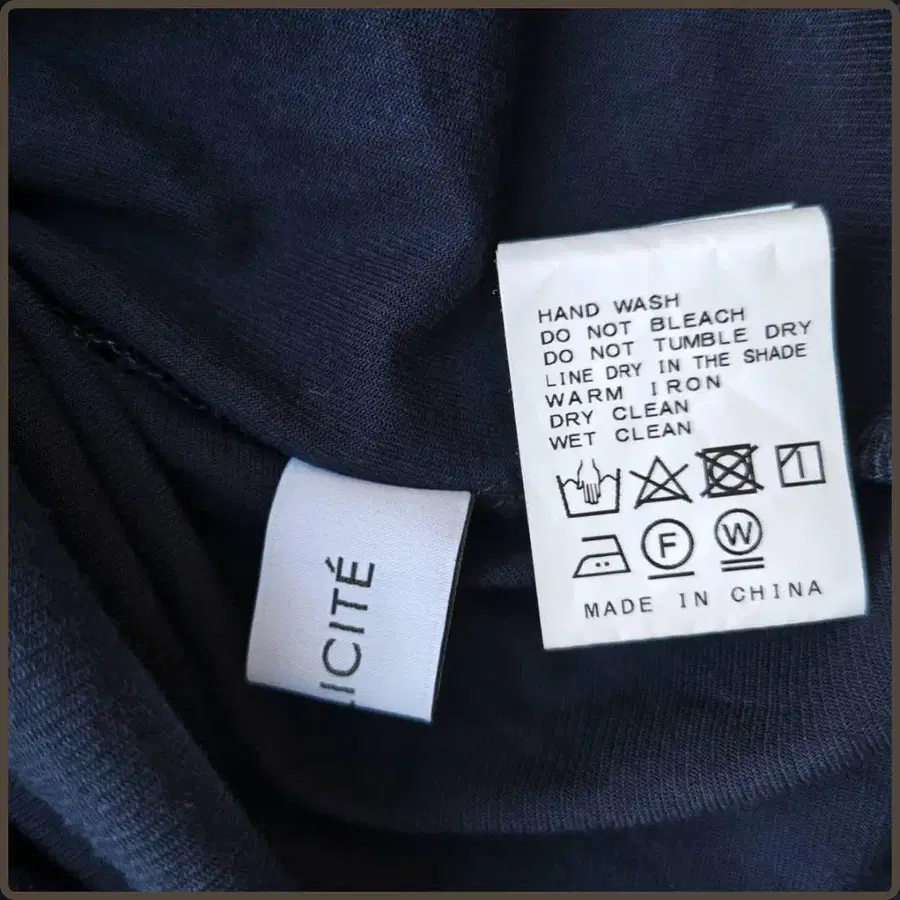 HAND WASH
DO NOT BLEACH
DO NOT TUMBLE DRY
LINE DRY IN THE SHADE
WARM IRON
DRY CLEAN
WET CLEAN
F
W
MADE IN CHINA
ICITÉ